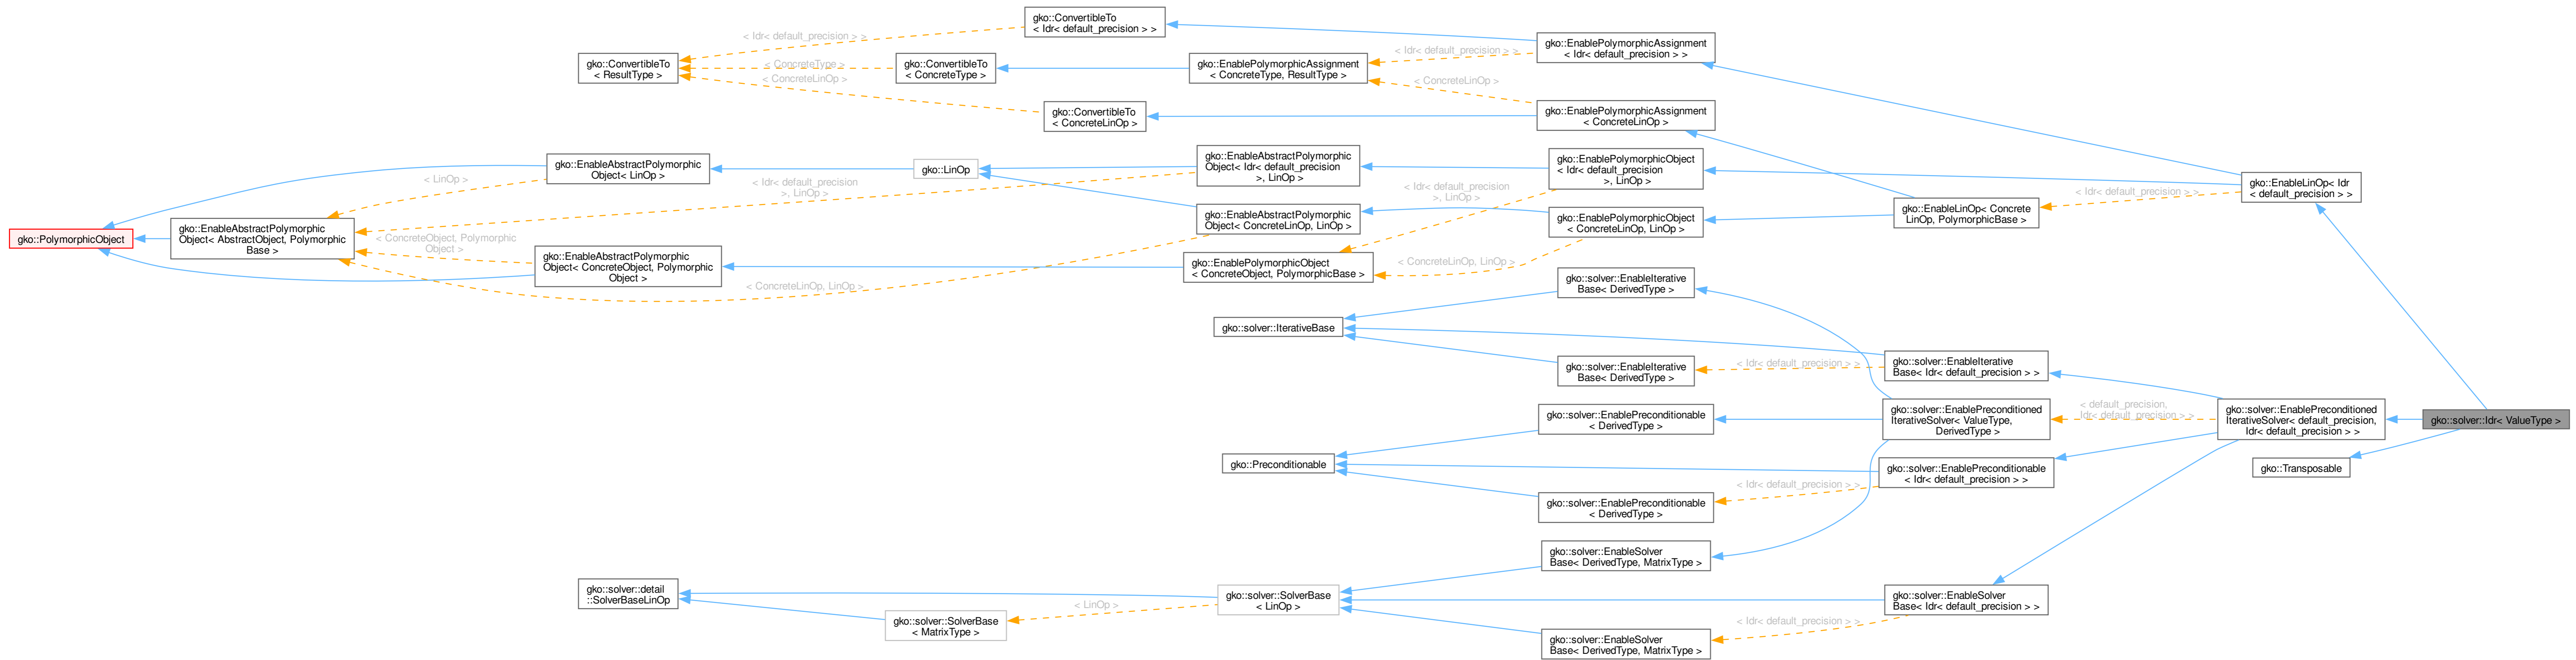 gko::ConvertibleTo
< Idr< default_precision > >
< Idr< default_precision > >
gko::ConvertibleTo
< ResultType >
< ConcreteType >
< ConcreteLinOp >
gko::ConvertibleTo
< ConcreteType >
gko::ConvertibleTo
< ConcreteLinOp >
gko::EnablePolymorphicAssignment
< ConcreteType, ResultType >
< Idr< default_precision > >
< ConcreteLinOp >
gko::EnablePolymorphicAssignment
< Idr< default_precision > >
gko::EnablePolymorphicAssignment
< ConcreteLinOp >
gko::PolymorphicObject
gko::EnableAbstractPolymorphic
Object< AbstractObject, Polymorphic
Base >
gko::EnableAbstractPolymorphic
Object< LinOp >
< LinOp >
< ConcreteObject, Polymorphic
Object >
gko::EnableAbstractPolymorphic
Object< ConcreteObject, Polymorphic
Object >
< Idr< default_precision
>, LinOp >
< ConcreteLinOp, LinOp >
gko::LinOp
gko::EnableAbstractPolymorphic
Object< Idr< default_precision
>, LinOp >
gko::EnableAbstractPolymorphic
Object< ConcreteLinOp, LinOp >
gko::EnablePolymorphicObject
< ConcreteObject, PolymorphicBase >
< Idr< default_precision
>, LinOp >
< ConcreteLinOp, LinOp >
gko::EnablePolymorphicObject
< Idr< default_precision
>, LinOp >
gko::EnablePolymorphicObject
< ConcreteLinOp, LinOp >
gko::EnableLinOp< Concrete
LinOp, PolymorphicBase >
< Idr< default_precision > >
gko::EnableLinOp< Idr
< default_precision > >
gko::solver::IterativeBase
gko::solver::EnableIterative
Base< DerivedType >
gko::solver::EnableIterative
Base< DerivedType >
< Idr< default_precision > >
gko::solver::EnableIterative
Base< Idr< default_precision > >
gko::Preconditionable
gko::solver::EnablePreconditionable
< DerivedType >
gko::solver::EnablePreconditionable
< DerivedType >
< Idr< default_precision > >
gko::solver::EnablePreconditioned
IterativeSolver< ValueType,
DerivedType >
gko::solver::EnablePreconditionable
< Idr< default_precision > >
< default_precision,
Idr< default_precision > >
gko::solver::EnablePreconditioned
IterativeSolver< default_precision,
Idr< default_precision > >
gko::solver::Idr< ValueType >
gko::Transposable
gko::solver::detail
::SolverBaseLinOp
gko::solver::SolverBase
< MatrixType >
< LinOp >
gko::solver::SolverBase
< LinOp >
gko::solver::EnableSolver
Base< DerivedType, MatrixType >
gko::solver::EnableSolver
Base< DerivedType, MatrixType >
< Idr< default_precision > >
gko::solver::EnableSolver
Base< Idr< default_precision > >